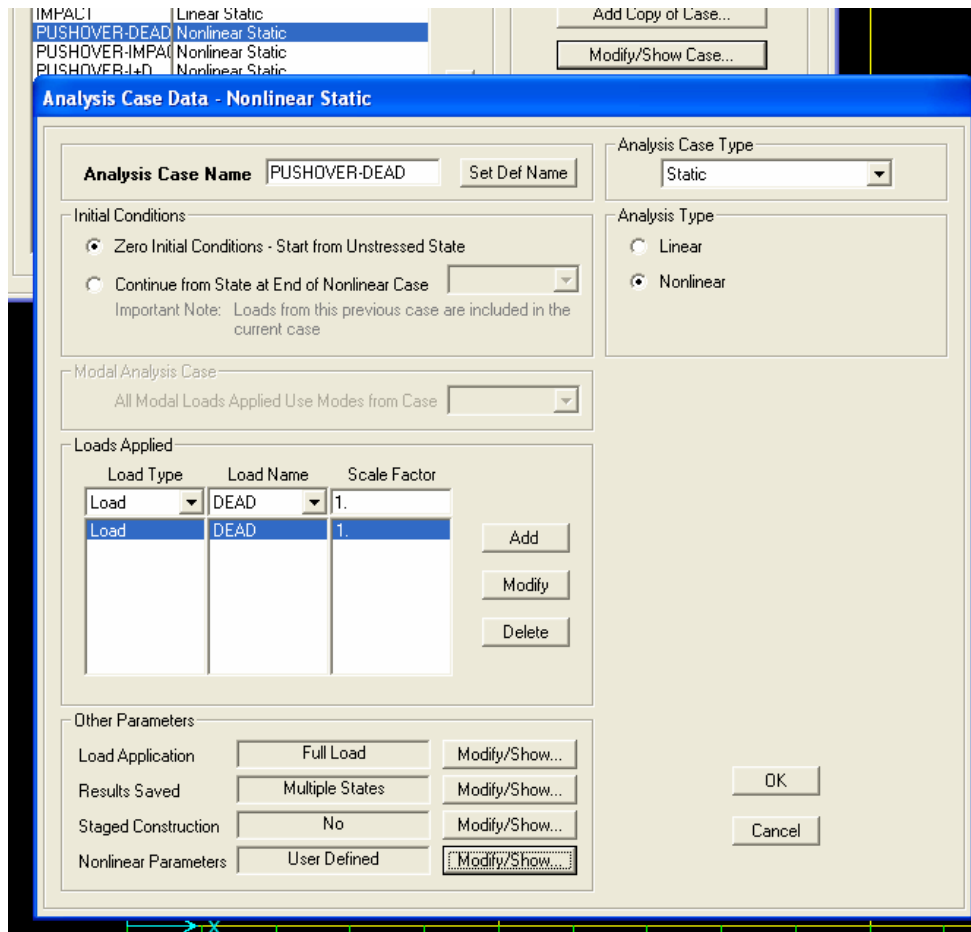 IMPACT Linear Static
Add Copy of Case...
PUSHOVER-DEAD Nonlinear Static
PUSHOVER-IMPAC Nonlinear Static
Modify/Show Case...
PUSHOVER-I+D Nonlinear Static
Analysis Case Data - Nonlinear Static
Analysis Case Name PUSHOVER-DEAD Set Def Name
Analysis Case Type
Static
Initial Conditions
Zero Initial Conditions - Start from Unstressed State
Continue from State at End of Nonlinear Case
Important Note: Loads from this previous case are included in the
current case
Analysis Type
Linear
Nonlinear
Modal Analysis Case
All Modal Loads Applied Use Modes from Case
Loads Applied
Load Type Load Name Scale Factor
Load DEAD 1.
Load DEAD 1.
Add
Modify
Delete
Other Parameters
Load Application Full Load Modify/Show...
Results Saved Multiple States Modify/Show...
Staged Construction No Modify/Show...
Nonlinear Parameters User Defined Modify/Show...
OK
Cancel
X